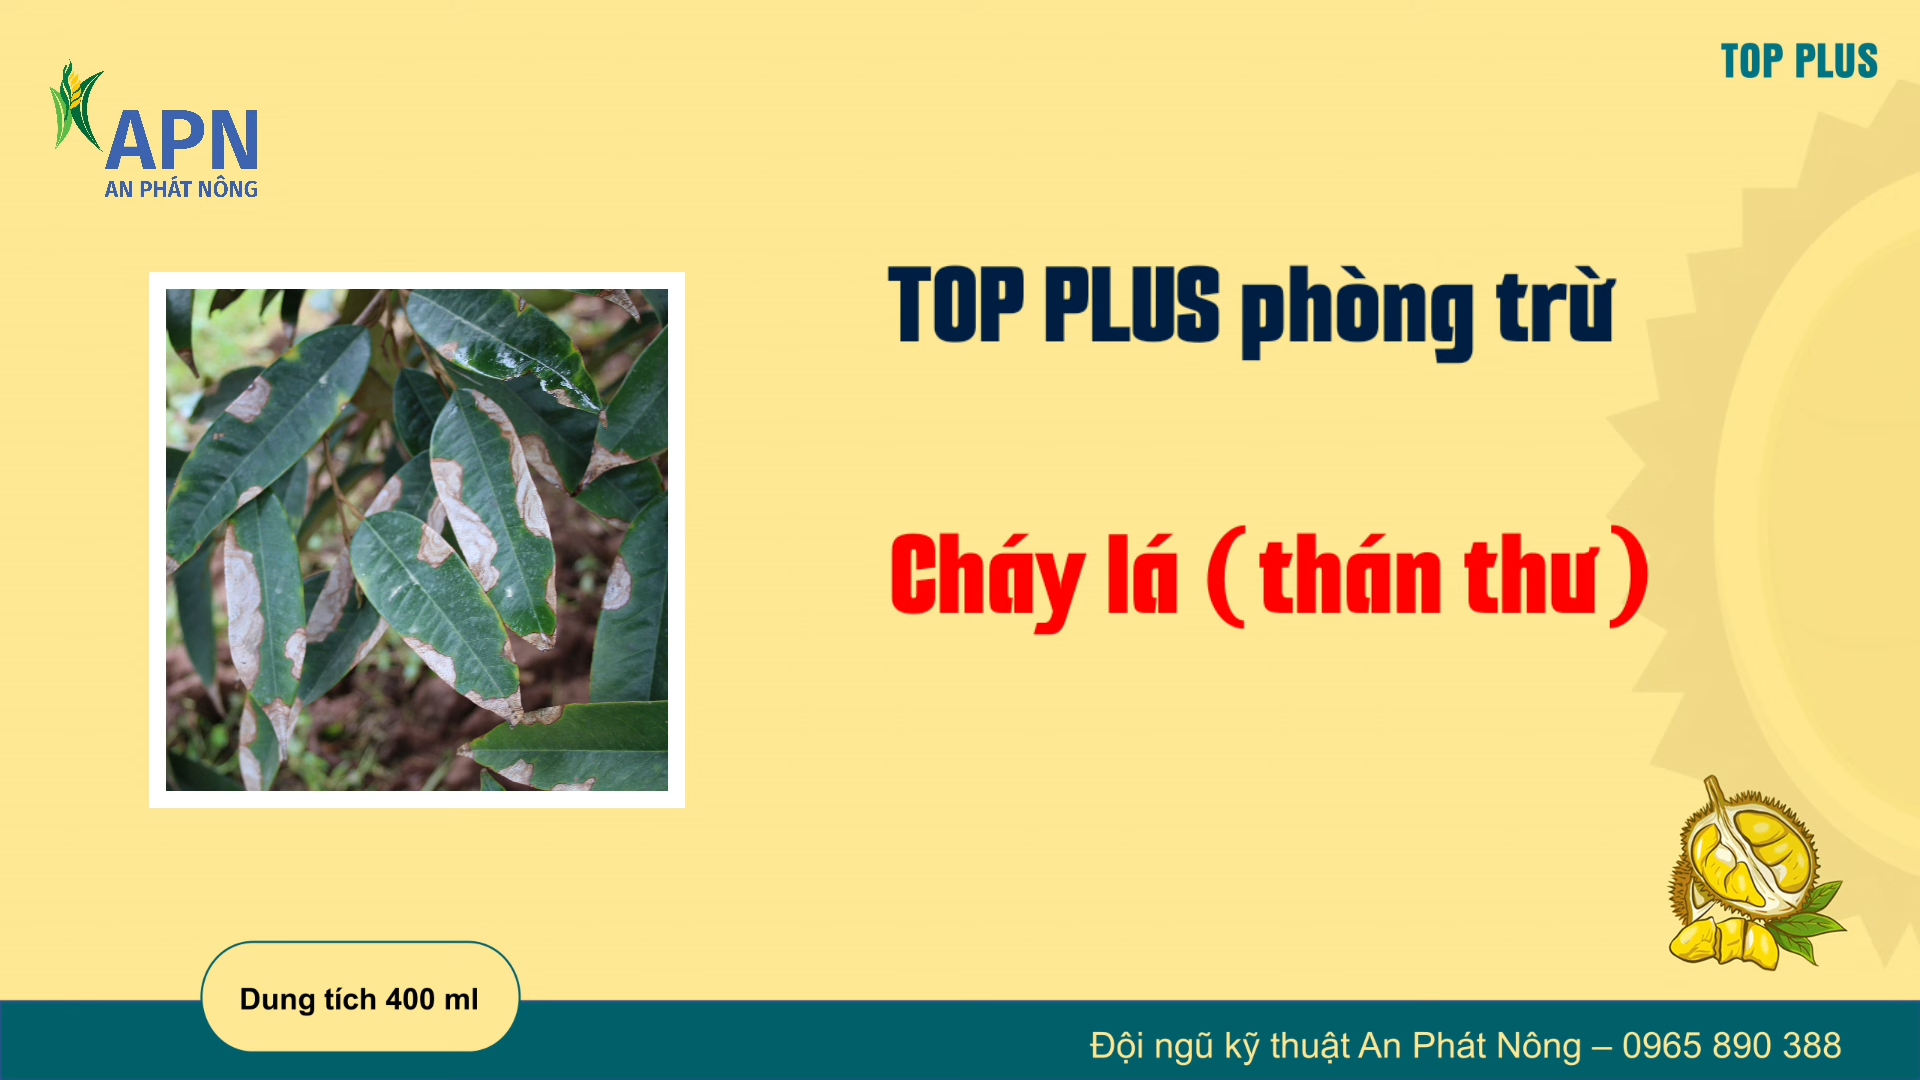 TOP PLUS
APN
AN PHÁT NÔNG
TOP PLUS phòng trừ
Cháy lá (thán thư)
Dung tích 400 ml
Đội ngũ kỹ thuật An Phát Nông – 0965 890 388